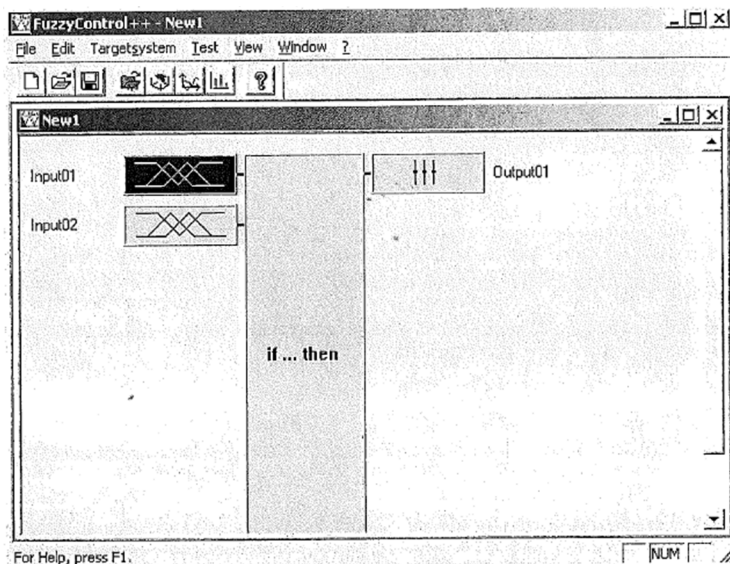 FuzzyControl++ - New1
File Edit Targetsystem Test View Window ?
New1
Input01
Output01
Input02
if ... then
For Help, press F1.
NUM